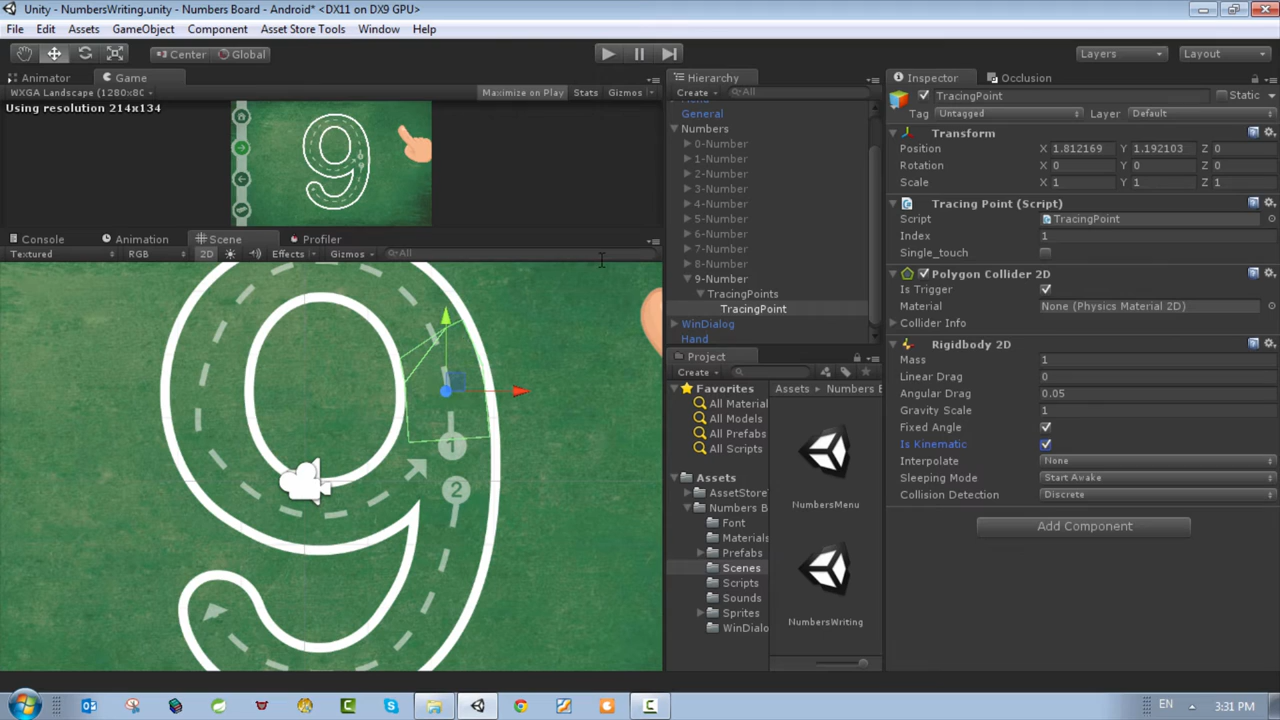 Unity - NumbersWriting.unity - Numbers Board - Android* <DX11 on DX9 GPU>
File Edit Assets GameObject Component Asset Store Tools Window Help
Center Global Layers Layout
Animator Game
WXGA Landscape (1280x80 Maximize on Play Stats Gizmos
Using resolution 214x134
Console Animation Scene Profiler
Textured RGB 2D Effects Gizmos All
1
2
Hierarchy
Create All
General
Numbers
0-Number
1-Number
2-Number
3-Number
4-Number
5-Number
6-Number
7-Number
8-Number
9-Number
TracingPoints
TracingPoint
WinDialog
Hand
Project
Create
Favorites
All Material
All Models
All Prefabs
All Scripts
Assets
AssetStore
Numbers B
Font
Materials
Prefabs
Scenes
Scripts
Sounds
Sprites
WinDialo
Assets Numbers B
NumbersMenu
NumbersWriting
Inspector Occlusion
TracingPoint Static
Tag Untagged Layer Default
Transform
Position X 1.812169 Y 1.192103 Z 0
Rotation X 0 Y 0 Z 0
Scale X 1 Y 1 Z 1
Tracing Point (Script)
Script TracingPoint
Index 1
Single_touch
Polygon Collider 2D
Is Trigger
Material None (Physics Material 2D)
Collider Info
Rigidbody 2D
Mass 1
Linear Drag 0
Angular Drag 0.05
Gravity Scale 1
Fixed Angle
Is Kinematic
Interpolate None
Sleeping Mode Start Awake
Collision Detection Discrete
Add Component
EN 3:31 PM